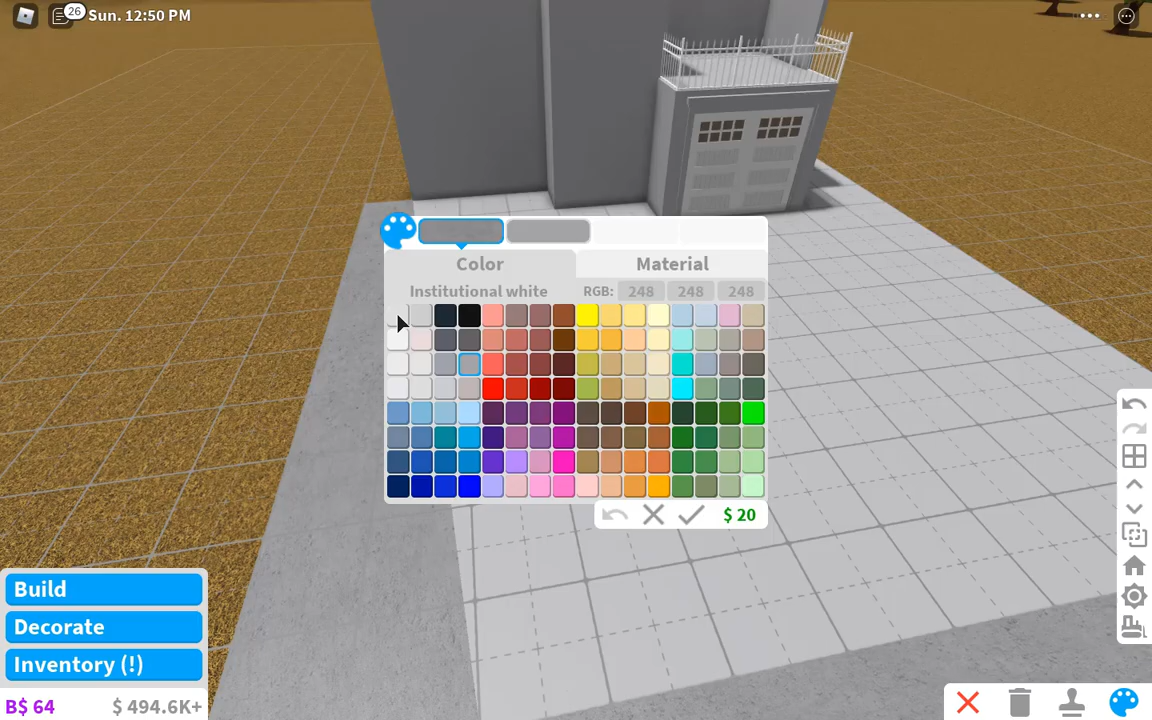 26
Sun. 12:50 PM
Color
Material
Institutional white
RGB: 248 248 248
$ 20
Build
Decorate
Inventory (!)
B$ 64
$ 494.6K+